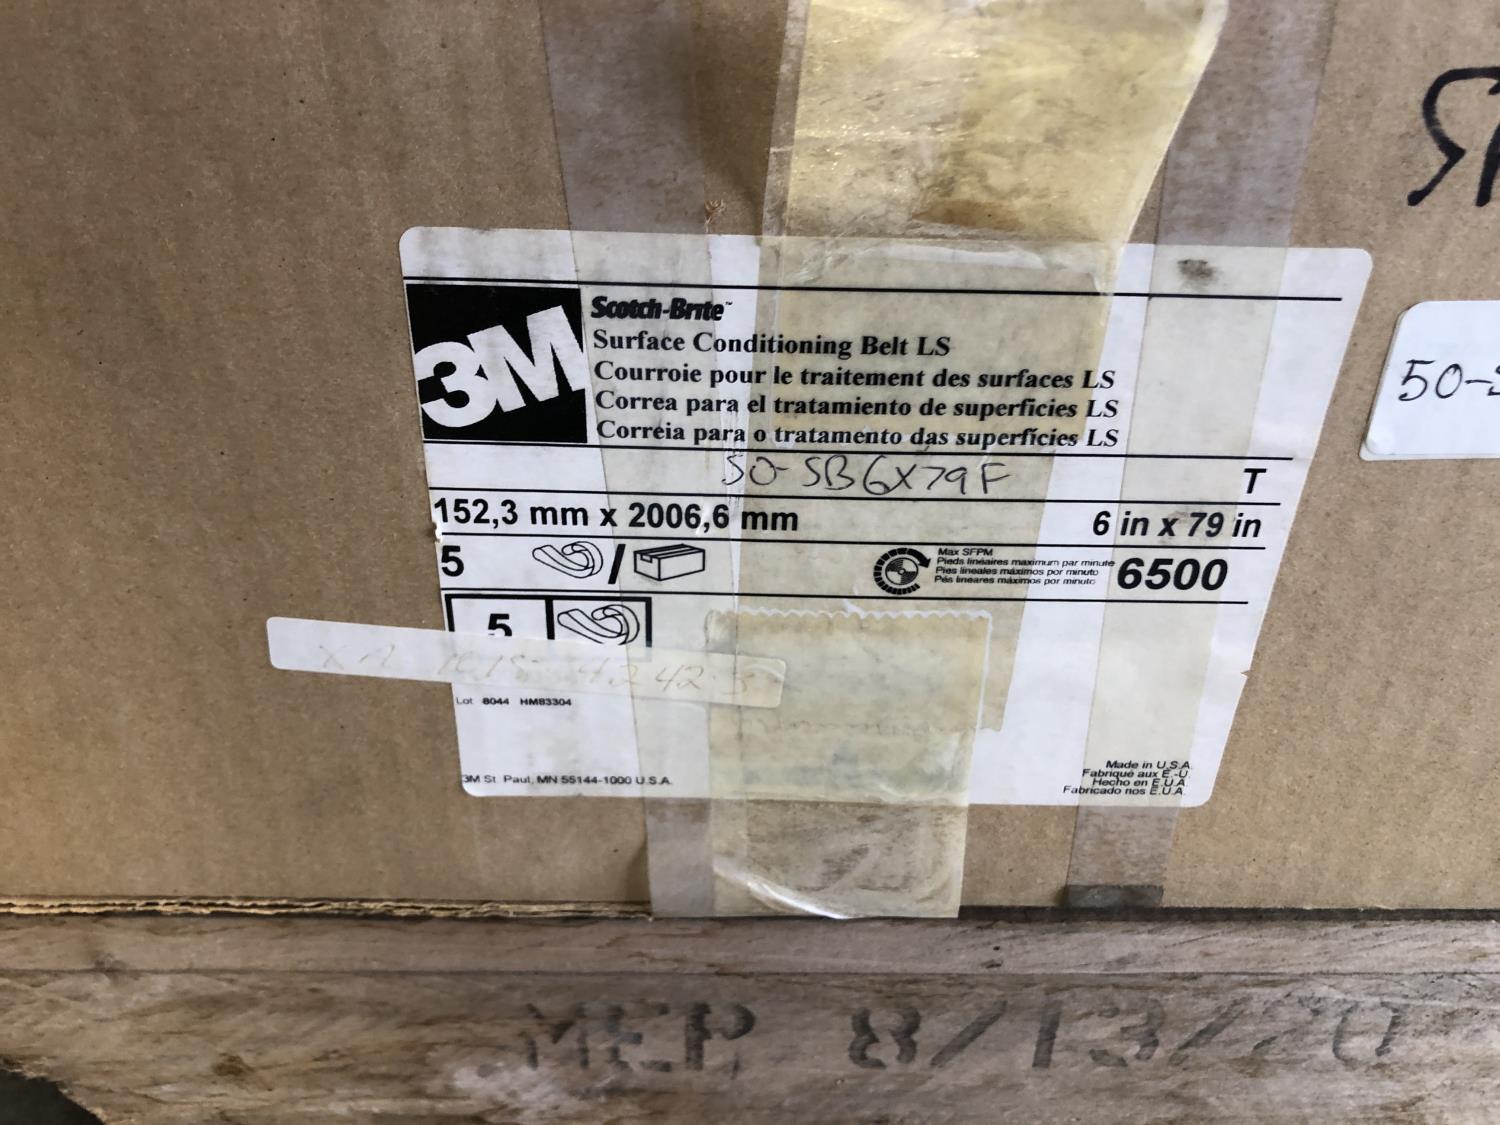 3M
Scotch-Brite™
Surface Conditioning Belt LS
Courroie pour le traitement des surfaces LS
Correa para el tratamiento de superficies LS
Correia para o tratamento das superfícies LS
50-SB6X79F
T
152,3 mm x 2006,6 mm
6 in x 79 in
5 /
Max SFPM
Pieds linéaires maximum par minute
Pies lineales máximos por minuto
Pés lineares máximos por minuto
6500
5
Lot 8044 HM83304
3M St. Paul, MN 55144-1000 U.S.A.
Made in U.S.A.
Fabriqué aux E.-U.
Hecho en E.U.A.
Fabricado nos E.U.A.
50-